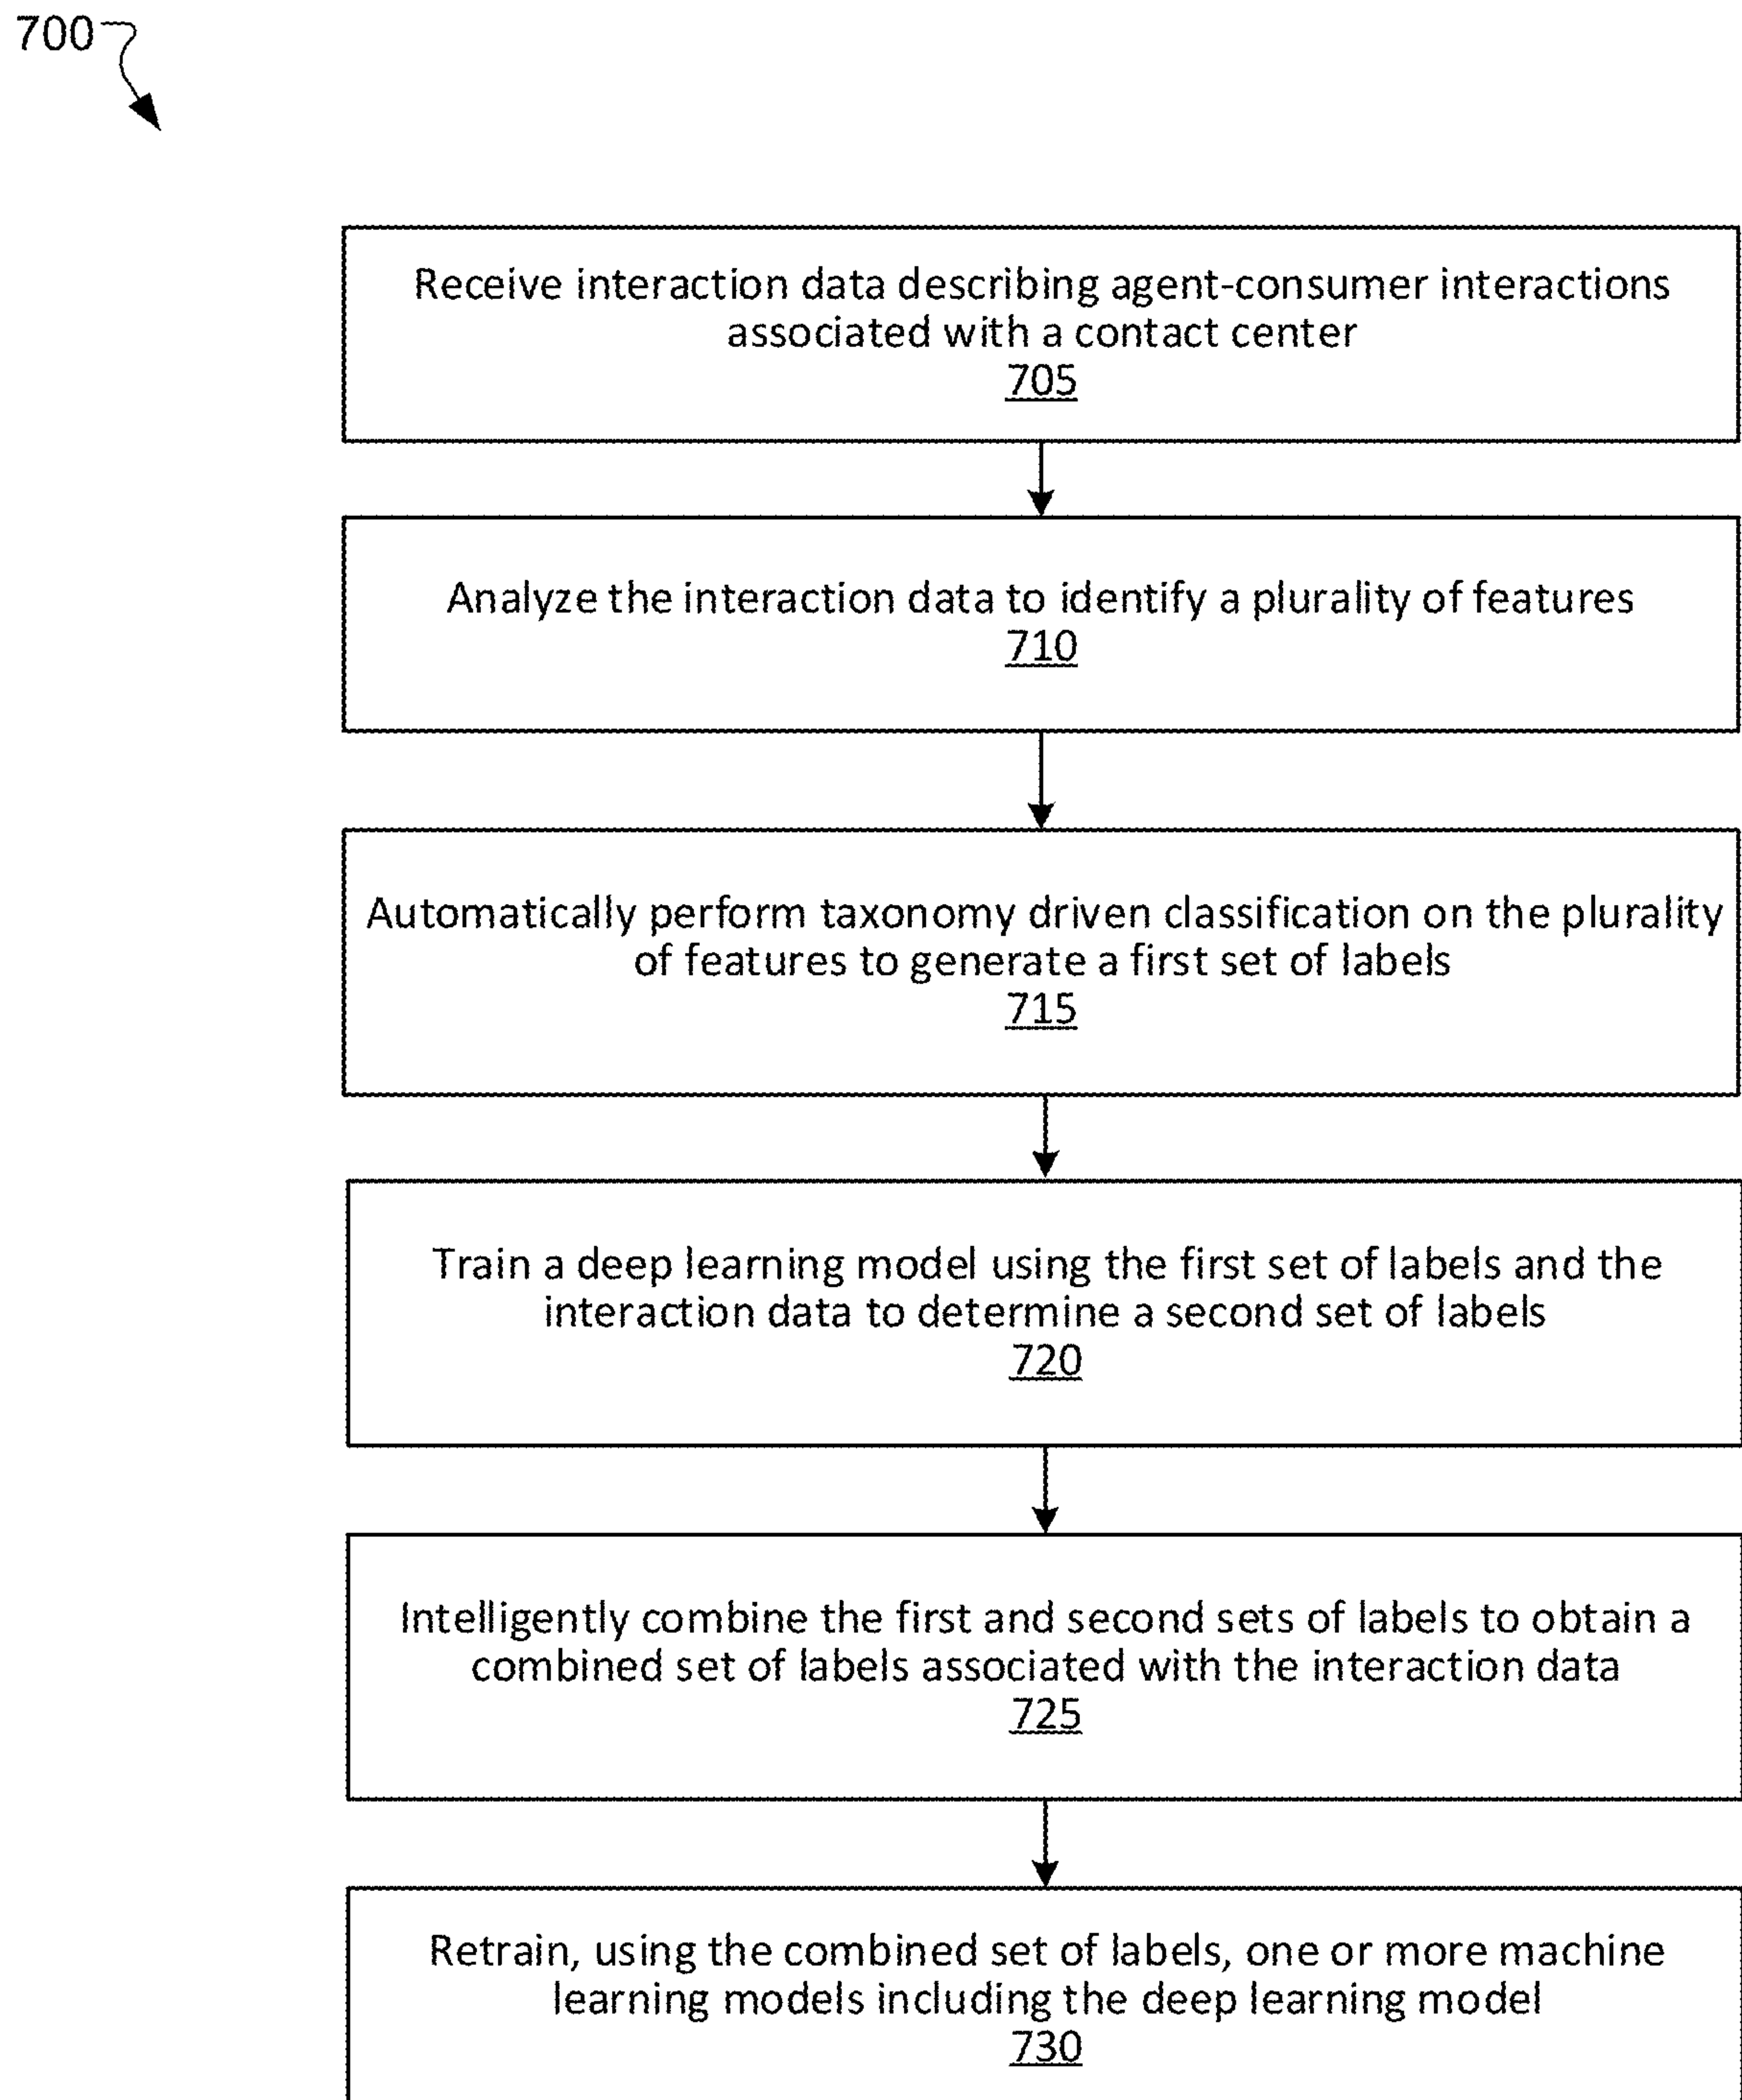 700
Receive interaction data describing agent-consumer interactions
associated with a contact center
705
Analyze the interaction data to identify a plurality of features
710
Automatically perform taxonomy driven classification on the plurality
of features to generate a first set of labels
715
Train a deep learning model using the first set of labels and the
interaction data to determine a second set of labels
720
Intelligently combine the first and second sets of labels to obtain a
combined set of labels associated with the interaction data
725
Retrain, using the combined set of labels, one or more machine
learning models including the deep learning model
730